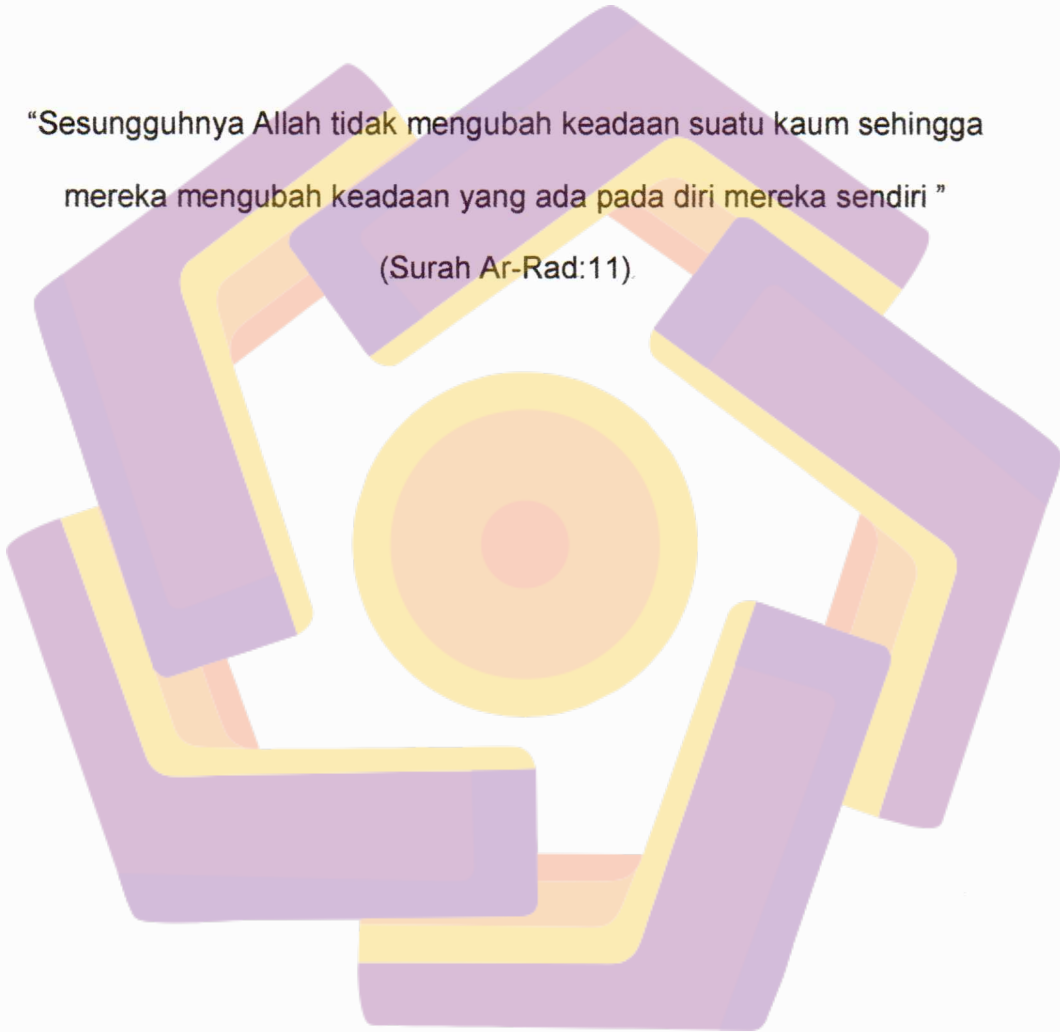 “Sesungguhnya Allah tidak mengubah keadaan suatu kaum sehingga
mereka mengubah keadaan yang ada pada diri mereka sendiri ”
(Surah Ar-Rad:11)